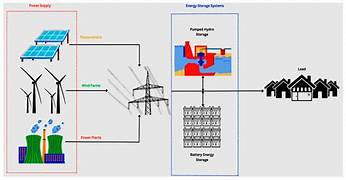 Power Supply
Energy Storage Systems
Photovoltaics
Pumped Hydro
Storage
Wind Farms
Load
Power Plants
Battery Energy
Storage